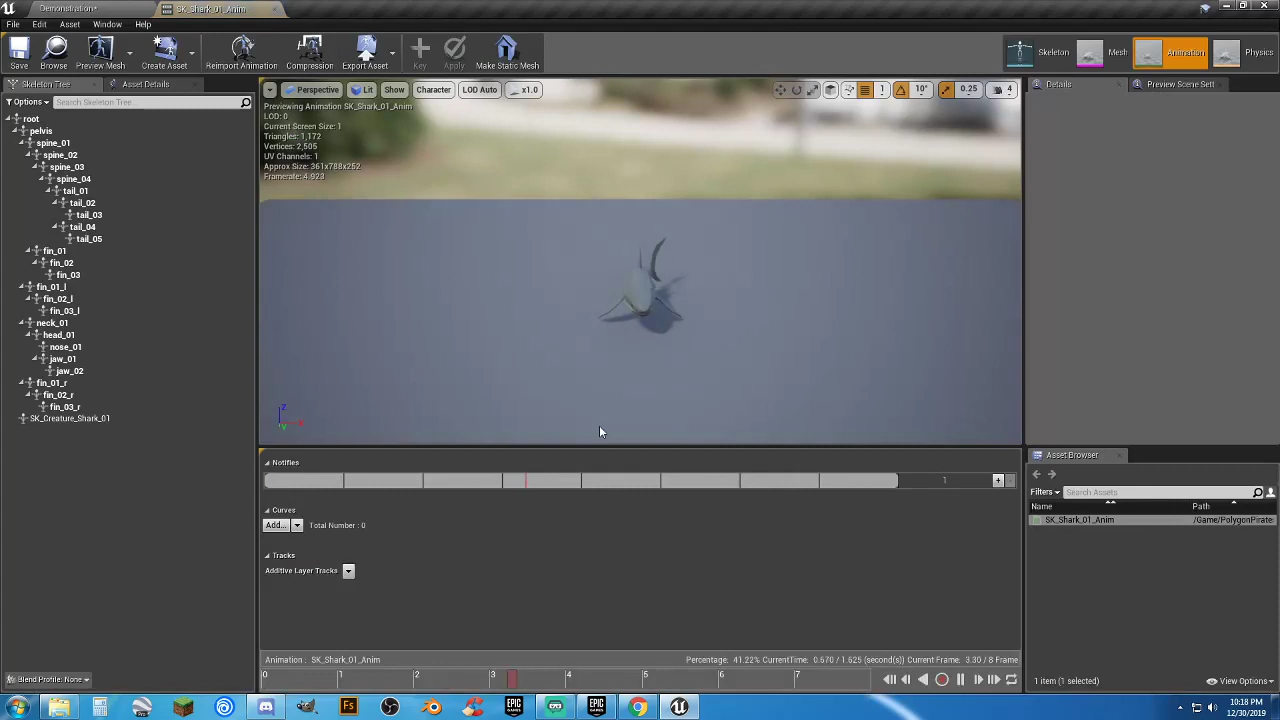 Demonstration*
SK_Shark_01_Anim
File Edit Asset Window Help
Save Browse Preview Mesh Create Asset Reimport Animation Compression Export Asset Key Apply Make Static Mesh
Skeleton Mesh Animation Physics
Skeleton Tree Asset Details
Options Search Skeleton Tree...
root
pelvis
spine_01
spine_02
spine_03
spine_04
tail_01
tail_02
tail_03
tail_04
tail_05
fin_01
fin_02
fin_03
fin_01_l
fin_02_l
fin_03_l
neck_01
head_01
nose_01
jaw_01
jaw_02
fin_01_r
fin_02_r
fin_03_r
SK_Creature_Shark_01
Blend Profile: None
Perspective Lit Show Character LOD Auto x1.0
1 10° 0.25 4
Previewing Animation SK_Shark_01_Anim
LOD: 0
Current Screen Size: 1
Triangles: 1,172
Vertices: 2,505
UV Channels: 1
Approx Size: 361x788x252
Framerate: 4.923
Z
X
Y
Notifies
1
Curves
Add... Total Number : 0
Tracks
Additive Layer Tracks
Animation : SK_Shark_01_Anim Percentage: 41.22% CurrentTime: 0.670 / 1.625 (second(s)) Current Frame: 3.30 / 8 Frame
0 1 2 3 4 5 6 7
Details Preview Scene Sett
Asset Browser
Filters Search Assets
Name Path
SK_Shark_01_Anim /Game/PolygonPirate
1 item (1 selected) View Options
10:18 PM
12/30/2019